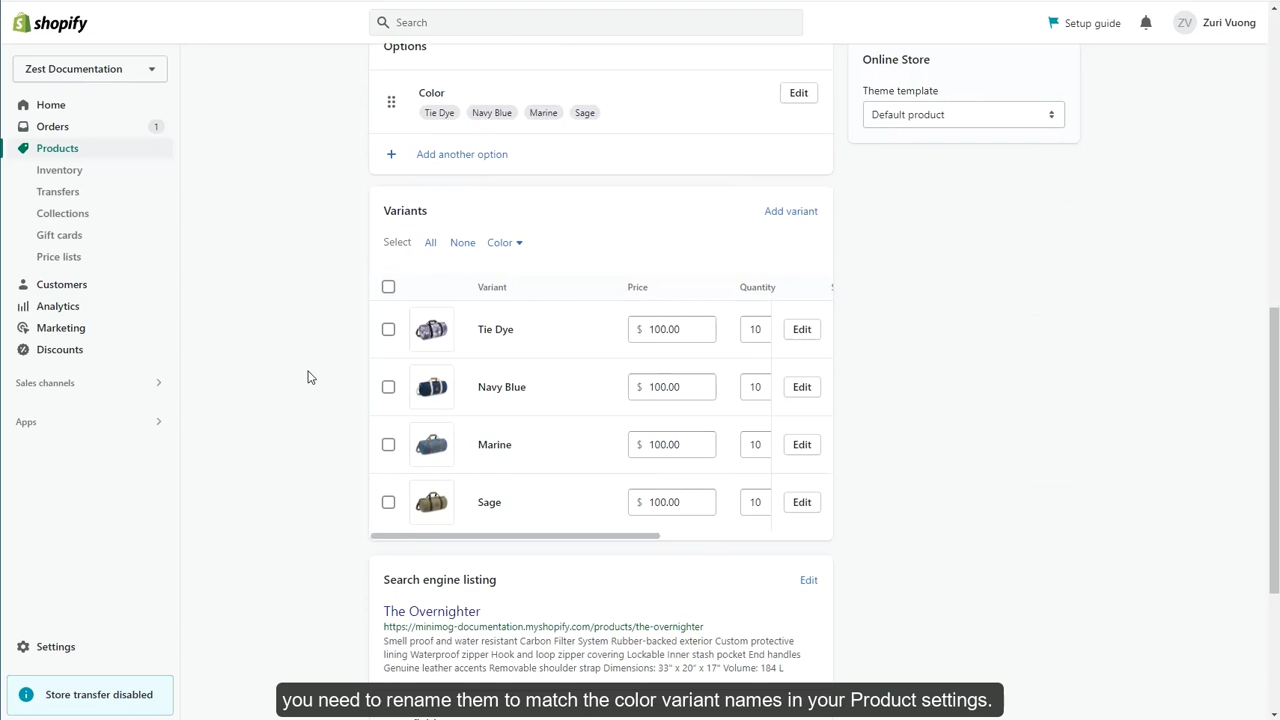 shopify
Search
Setup guide
ZV
Zuri Vuong
Zest Documentation
Home
Orders
1
Products
Inventory
Transfers
Collections
Gift cards
Price lists
Customers
Analytics
Marketing
Discounts
Sales channels
Apps
Settings
Store transfer disabled
Options
Color
Edit
Tie Dye
Navy Blue
Marine
Sage
Add another option
Online Store
Theme template
Default product
Variants
Add variant
Select
All
None
Color
Variant
Price
Quantity
Tie Dye
$ 100.00
10
Edit
Navy Blue
$ 100.00
10
Edit
Marine
$ 100.00
10
Edit
Sage
$ 100.00
10
Edit
Search engine listing
Edit
The Overnighter
https://minimog-documentation.myshopify.com/products/the-overnighter
Smell proof and water resistant Carbon Filter System Rubber-backed exterior Custom protective
lining Waterproof zipper Hook and loop zipper covering Lockable Inner stash pocket End handles
Genuine leather accents Removable shoulder strap Dimensions: 33" x 20" x 17" Volume: 184 L
you need to rename them to match the color variant names in your Product settings.